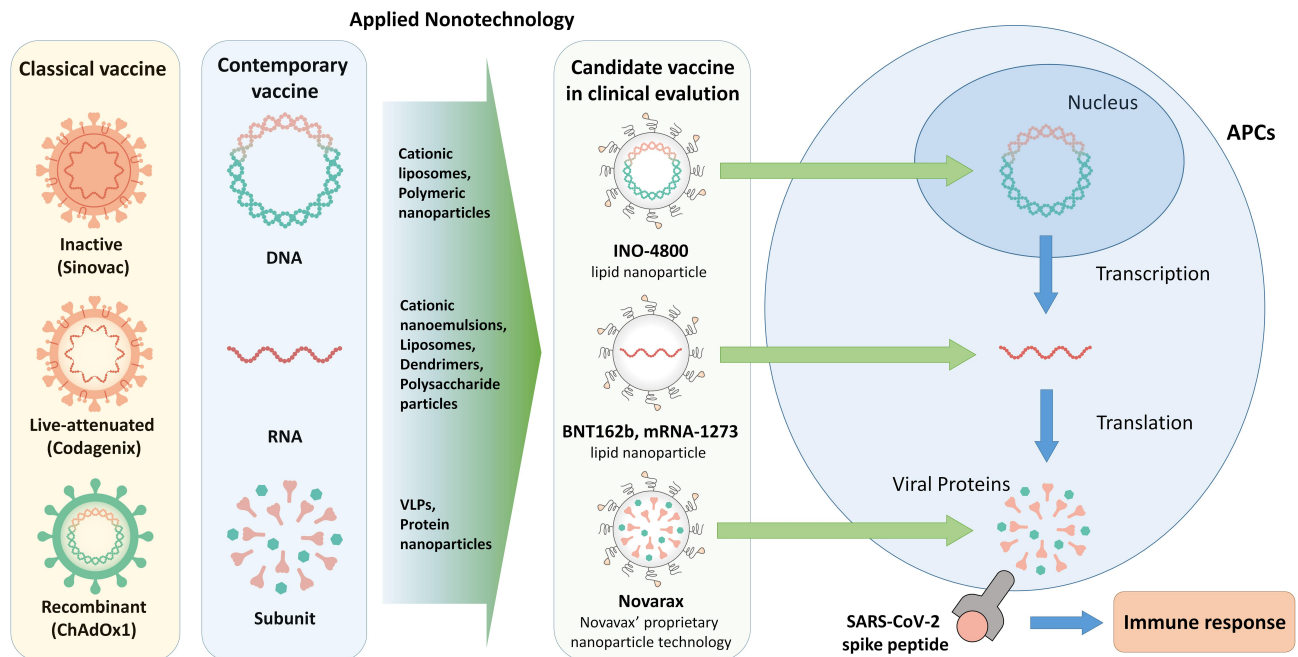 Applied Nonotechnology
Classical vaccine
Inactive
(Sinovac)
Live-attenuated
(Codagenix)
Recombinant
(ChAdOx1)
Contemporary
vaccine
DNA
RNA
Subunit
Cationic
liposomes,
Polymeric
nanoparticles
Cationic
nanoemulsions,
Liposomes,
Dendrimers,
Polysaccharide
particles
VLPs,
Protein
nanoparticles
Candidate vaccine
in clinical evalution
INO-4800
lipid nanoparticle
BNT162b, mRNA-1273
lipid nanoparticle
Novarax
Novavax’ proprietary
nanoparticle technology
Nucleus
APCs
Transcription
Translation
Viral Proteins
SARS-CoV-2
spike peptide
Immune response